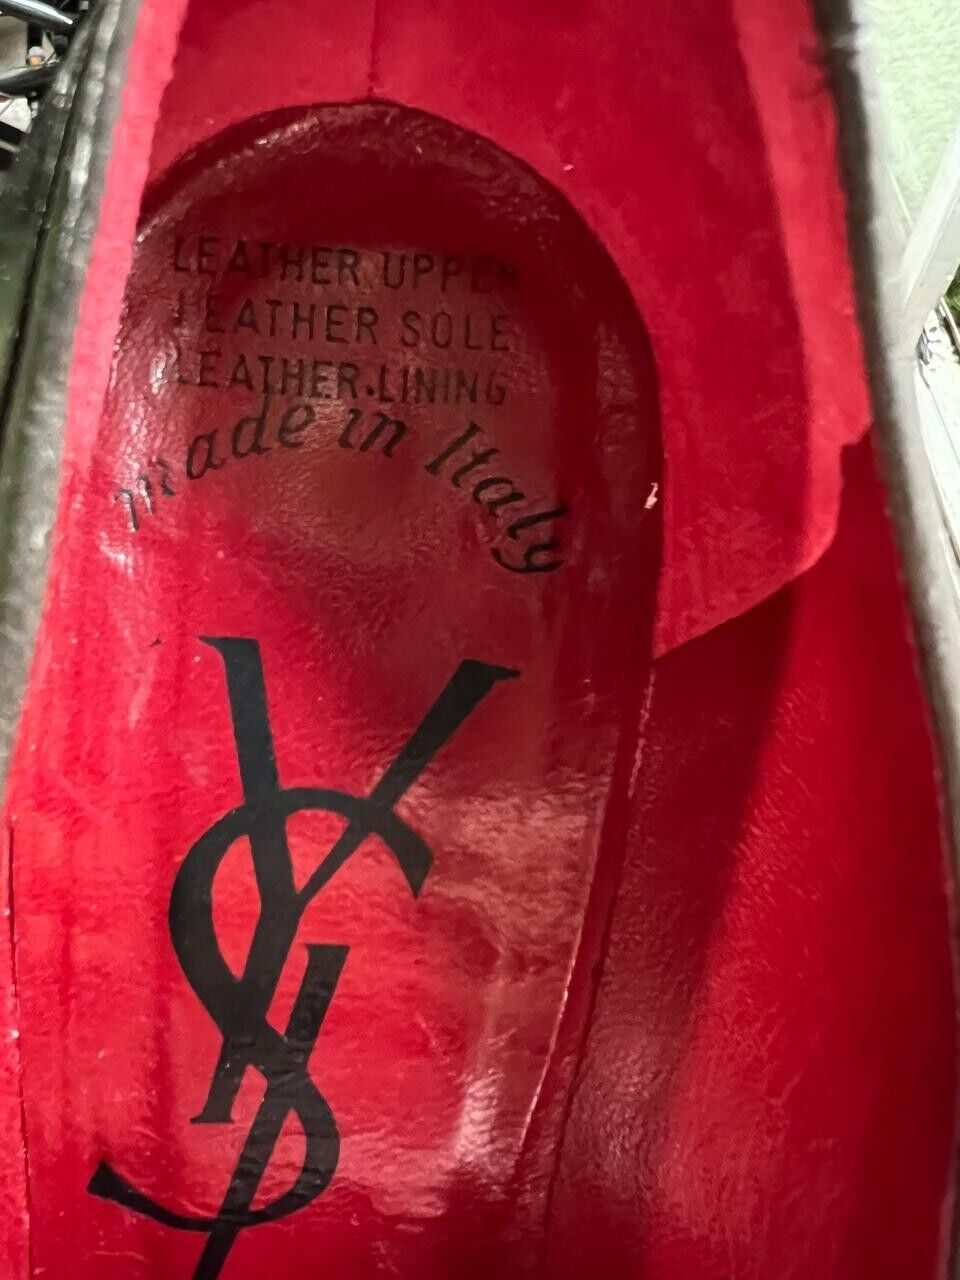 LEATHER UPPER
LEATHER SOLE
LEATHER.LINING
made in Italy
YSL